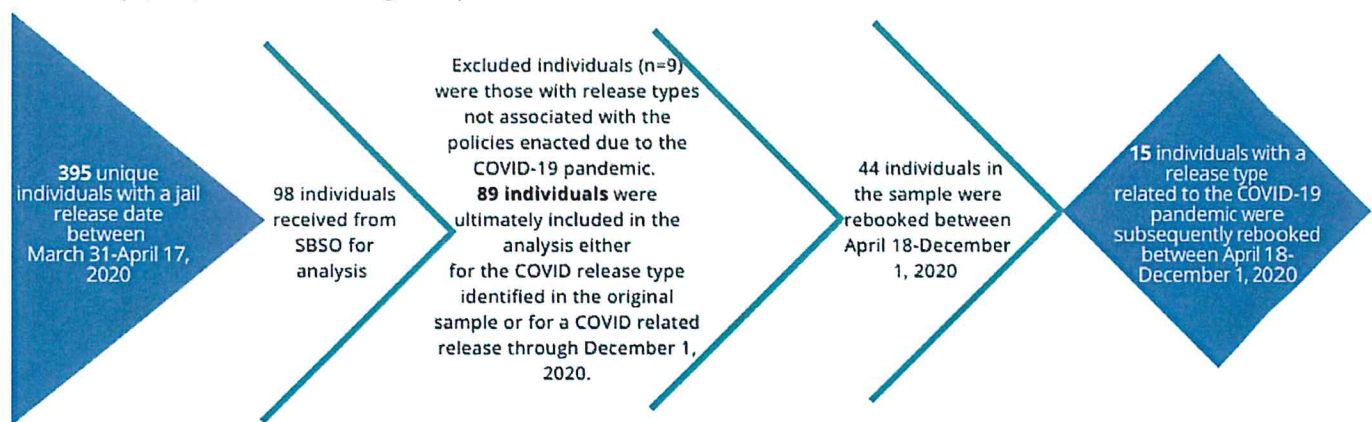 395 unique
individuals with a jail
release date
between
March 31-April 17,
2020
98 individuals
received from
SBSO for
analysis
Excluded individuals (n=9)
were those with release types
not associated with the
policies enacted due to the
COVID-19 pandemic.
89 individuals were
ultimately included in the
analysis either
for the COVID release type
identified in the original
sample or for a COVID related
release through December 1,
2020.
44 individuals in
the sample were
rebooked between
April 18-December
1, 2020
15 individuals with a
release type
related to the COVID-19
pandemic were
subsequently rebooked
between April 18-
December 1, 2020